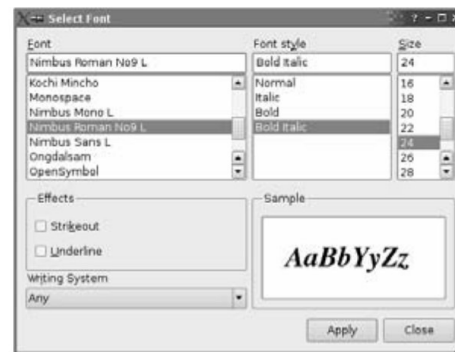 Select Font
Font
Font style
Size
Nimbus Roman No9 L
Bold Italic
24
Kochi Mincho
Monospace
Nimbus Mono L
Nimbus Roman No9 L
Nimbus Sans L
Ongdalsam
OpenSymbol
Normal
Italic
Bold
Bold Italic
16
18
20
22
24
26
28
Effects
Strikeout
Underline
Sample
AaBbYyZz
Writing System
Any
Apply
Close